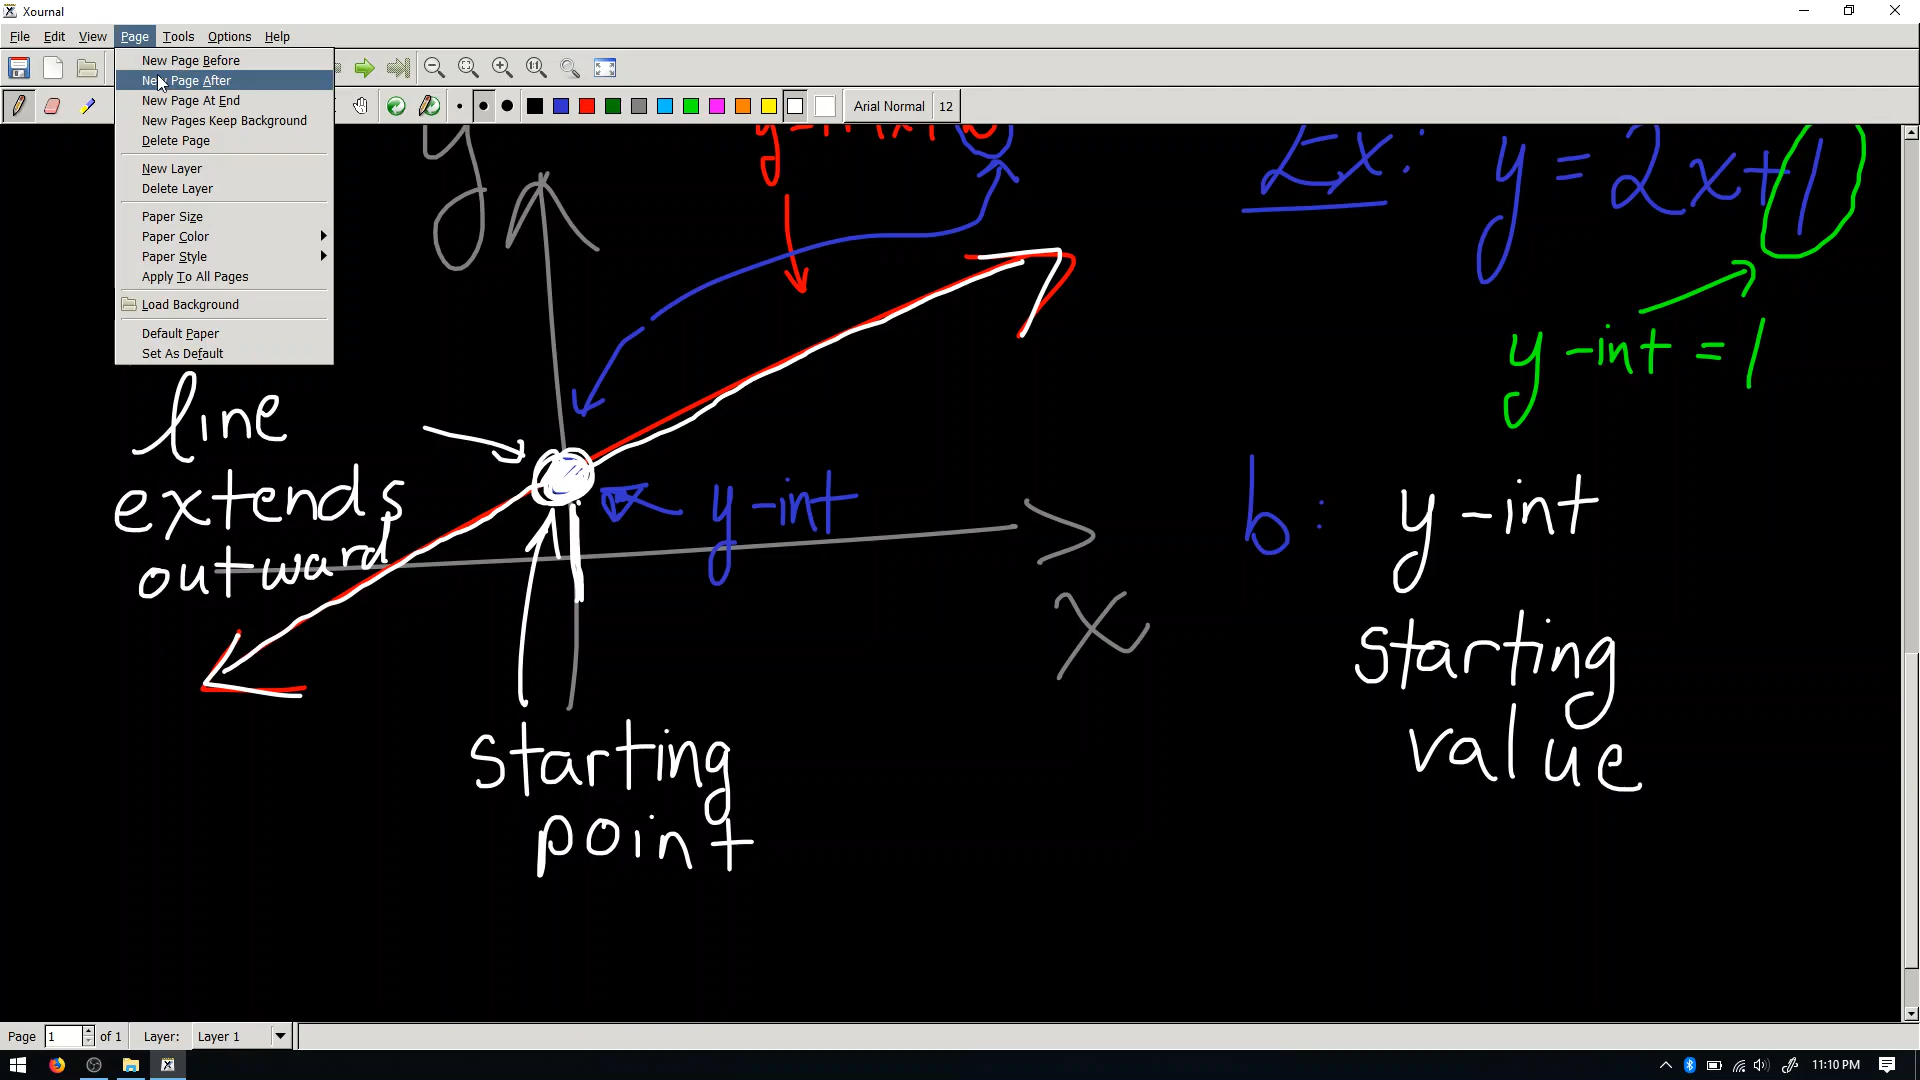 Xournal
File Edit View Page Tools Options Help
New Page Before
New Page After
New Page At End
New Pages Keep Background
Delete Page
New Layer
Delete Layer
Paper Size
Paper Color
Paper Style
Apply To All Pages
Load Background
Default Paper
Set As Default
Arial Normal 12
y
Ex: y = 2x+1
y-int = 1
line
extends
outward
y-int
x
b: y-int
starting
value
starting
point
Page 1 of 1 Layer: Layer 1
11:10 PM